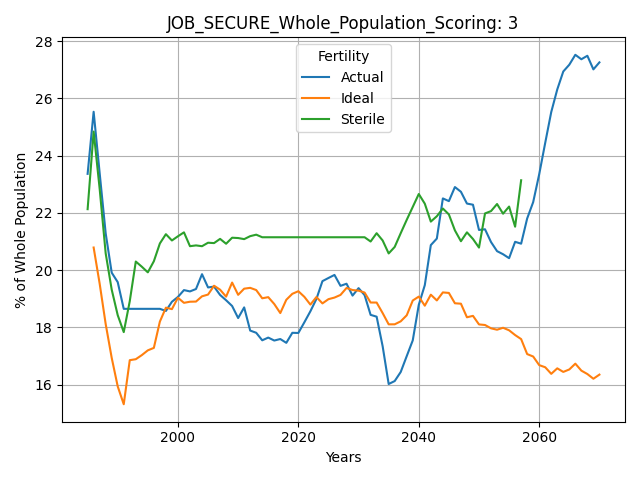 JOB_SECURE_Whole_Population_Scoring: 3
Fertility
Actual
Ideal
Sterile
% of Whole Population
28
26
24
22
20
18
16
2000
2020
2040
2060
Years